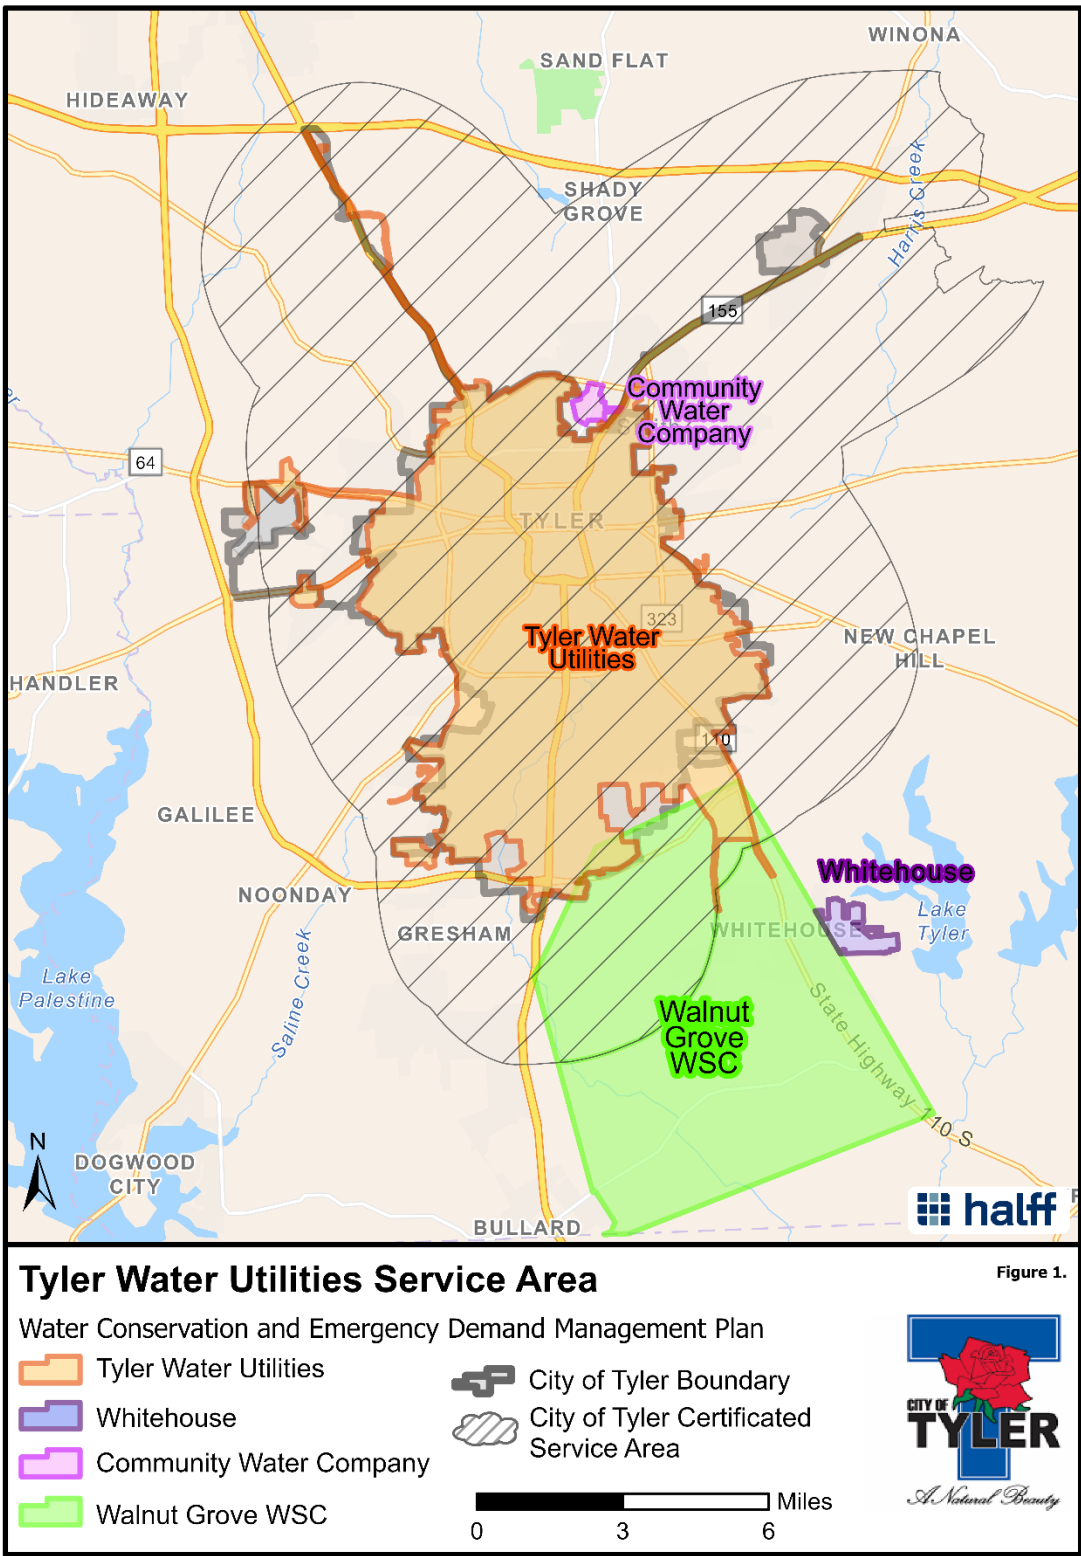 WINONA
SAND FLAT
HIDEAWAY
Harris Creek
SHADY
GROVE
155
Community
Water
Company
64
TYLER
323
Tyler Water
Utilities
NEW CHAPEL
HILL
HANDLER
110
GALILEE
Whitehouse
NOONDAY
Lake
Tyler
GRESHAM
WHITEHOUSE
Lake
Palestine
Saline Creek
Walnut
Grove
WSC
State Highway 110 S
N
DOGWOOD
CITY
BULLARD
halff
Tyler Water Utilities Service Area
Figure 1.
Water Conservation and Emergency Demand Management Plan
Tyler Water Utilities
Whitehouse
Community Water Company
Walnut Grove WSC
City of Tyler Boundary
City of Tyler Certificated
Service Area
Miles
0 3 6
CITY OF
TYLER
A Natural Beauty